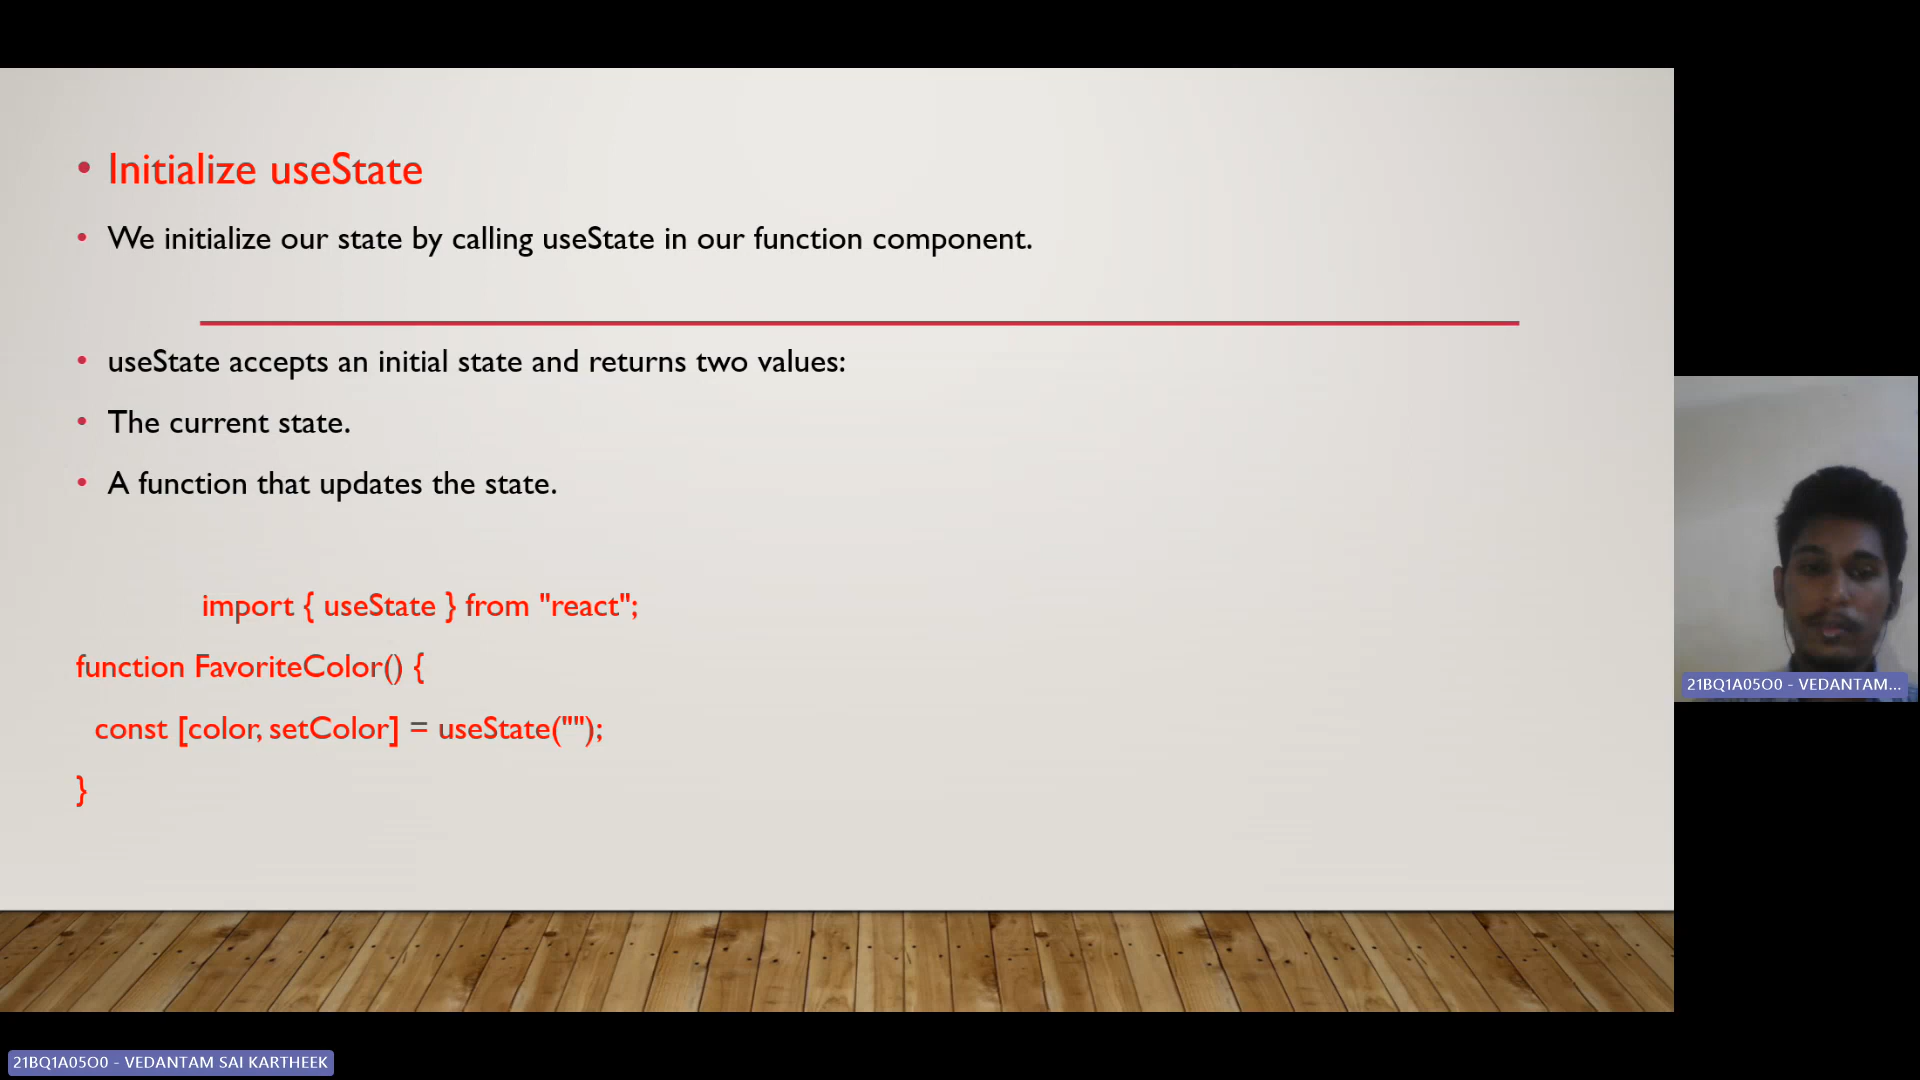 • Initialize useState
• We initialize our state by calling useState in our function component.
• useState accepts an initial state and returns two values:
• The current state.
• A function that updates the state.
import { useState } from "react";
function FavoriteColor() {
const [color, setColor] = useState("");
}
21BQ1A05O0 - VEDANTAM...
21BQ1A05O0 - VEDANTAM SAI KARTHEEK